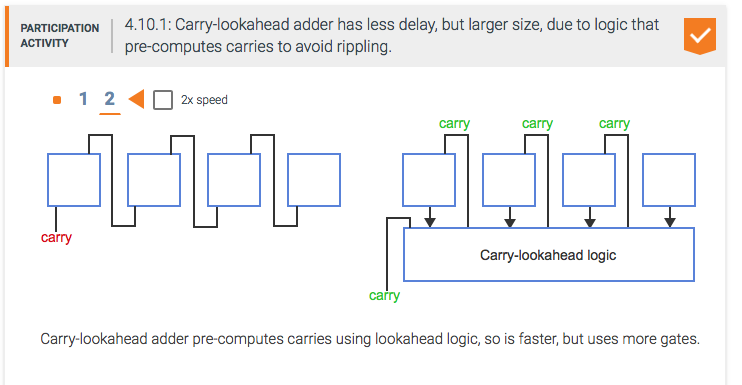 PARTICIPATION
ACTIVITY
4.10.1: Carry-lookahead adder has less delay, but larger size, due to logic that
pre-computes carries to avoid rippling.
1 2 2x speed
carry carry carry
carry
Carry-lookahead logic
carry
Carry-lookahead adder pre-computes carries using lookahead logic, so is faster, but uses more gates.